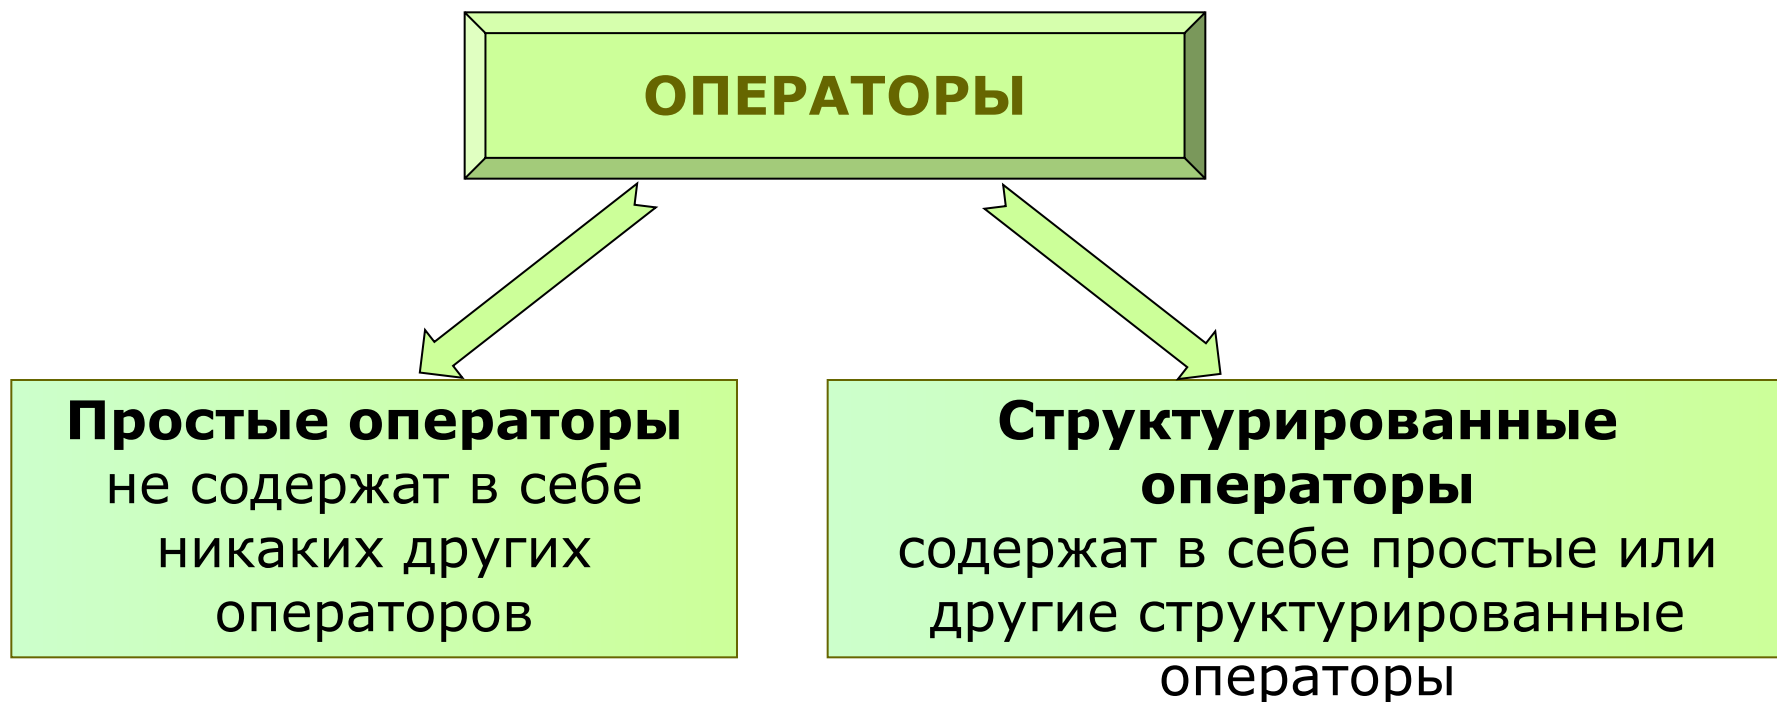 ОПЕРАТОРЫ
Простые операторы
не содержат в себе
никаких других
операторов
Структурированные
операторы
содержат в себе простые или
другие структурированные
операторы